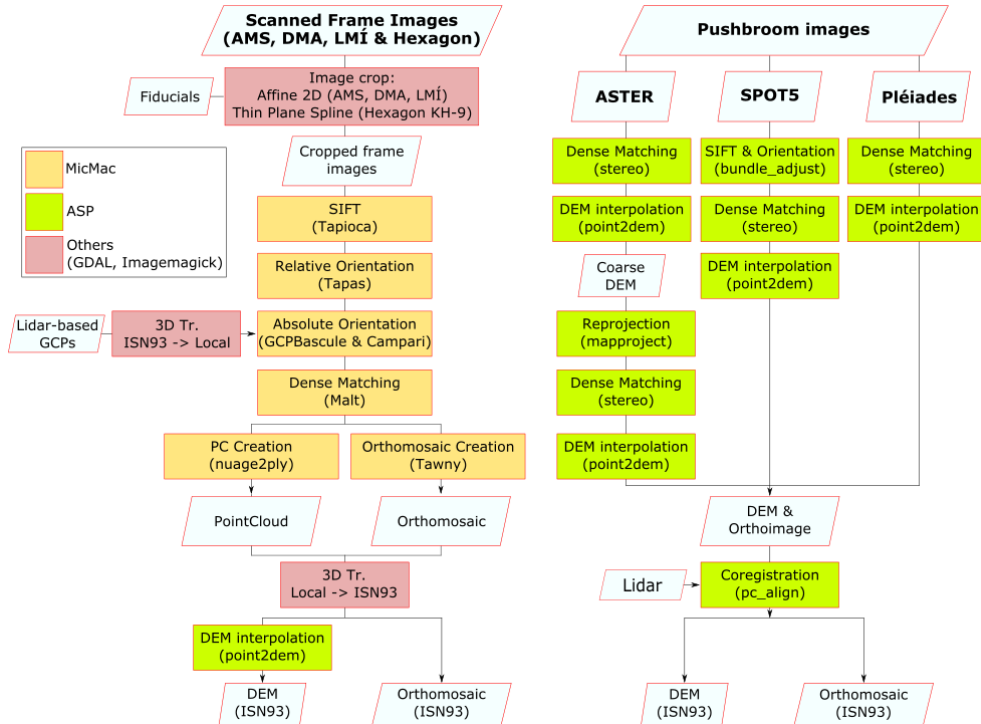 Scanned Frame Images
(AMS, DMA, LMÍ & Hexagon)
Fiducials
Image crop:
Affine 2D (AMS, DMA, LMÍ)
Thin Plane Spline (Hexagon KH-9)
Cropped frame
images
MicMac
ASP
Others
(GDAL, Imagemagick)
SIFT
(Tapioca)
Relative Orientation
(Tapas)
Lidar-based
GCPs
3D Tr.
ISN93 -> Local
Absolute Orientation
(GCPBascule & Campari)
Dense Matching
(Malt)
PC Creation
(nuage2ply)
Orthomosaic Creation
(Tawny)
PointCloud
Orthomosaic
3D Tr.
Local -> ISN93
DEM interpolation
(point2dem)
DEM
(ISN93)
Orthomosaic
(ISN93)
Pushbroom images
ASTER
Dense Matching
(stereo)
DEM interpolation
(point2dem)
Coarse
DEM
Reprojection
(mapproject)
Dense Matching
(stereo)
DEM interpolation
(point2dem)
SPOT5
SIFT & Orientation
(bundle_adjust)
Dense Matching
(stereo)
DEM interpolation
(point2dem)
Pléiades
Dense Matching
(stereo)
DEM interpolation
(point2dem)
DEM &
Orthoimage
Lidar
Coregistration
(pc_align)
DEM
(ISN93)
Orthomosaic
(ISN93)